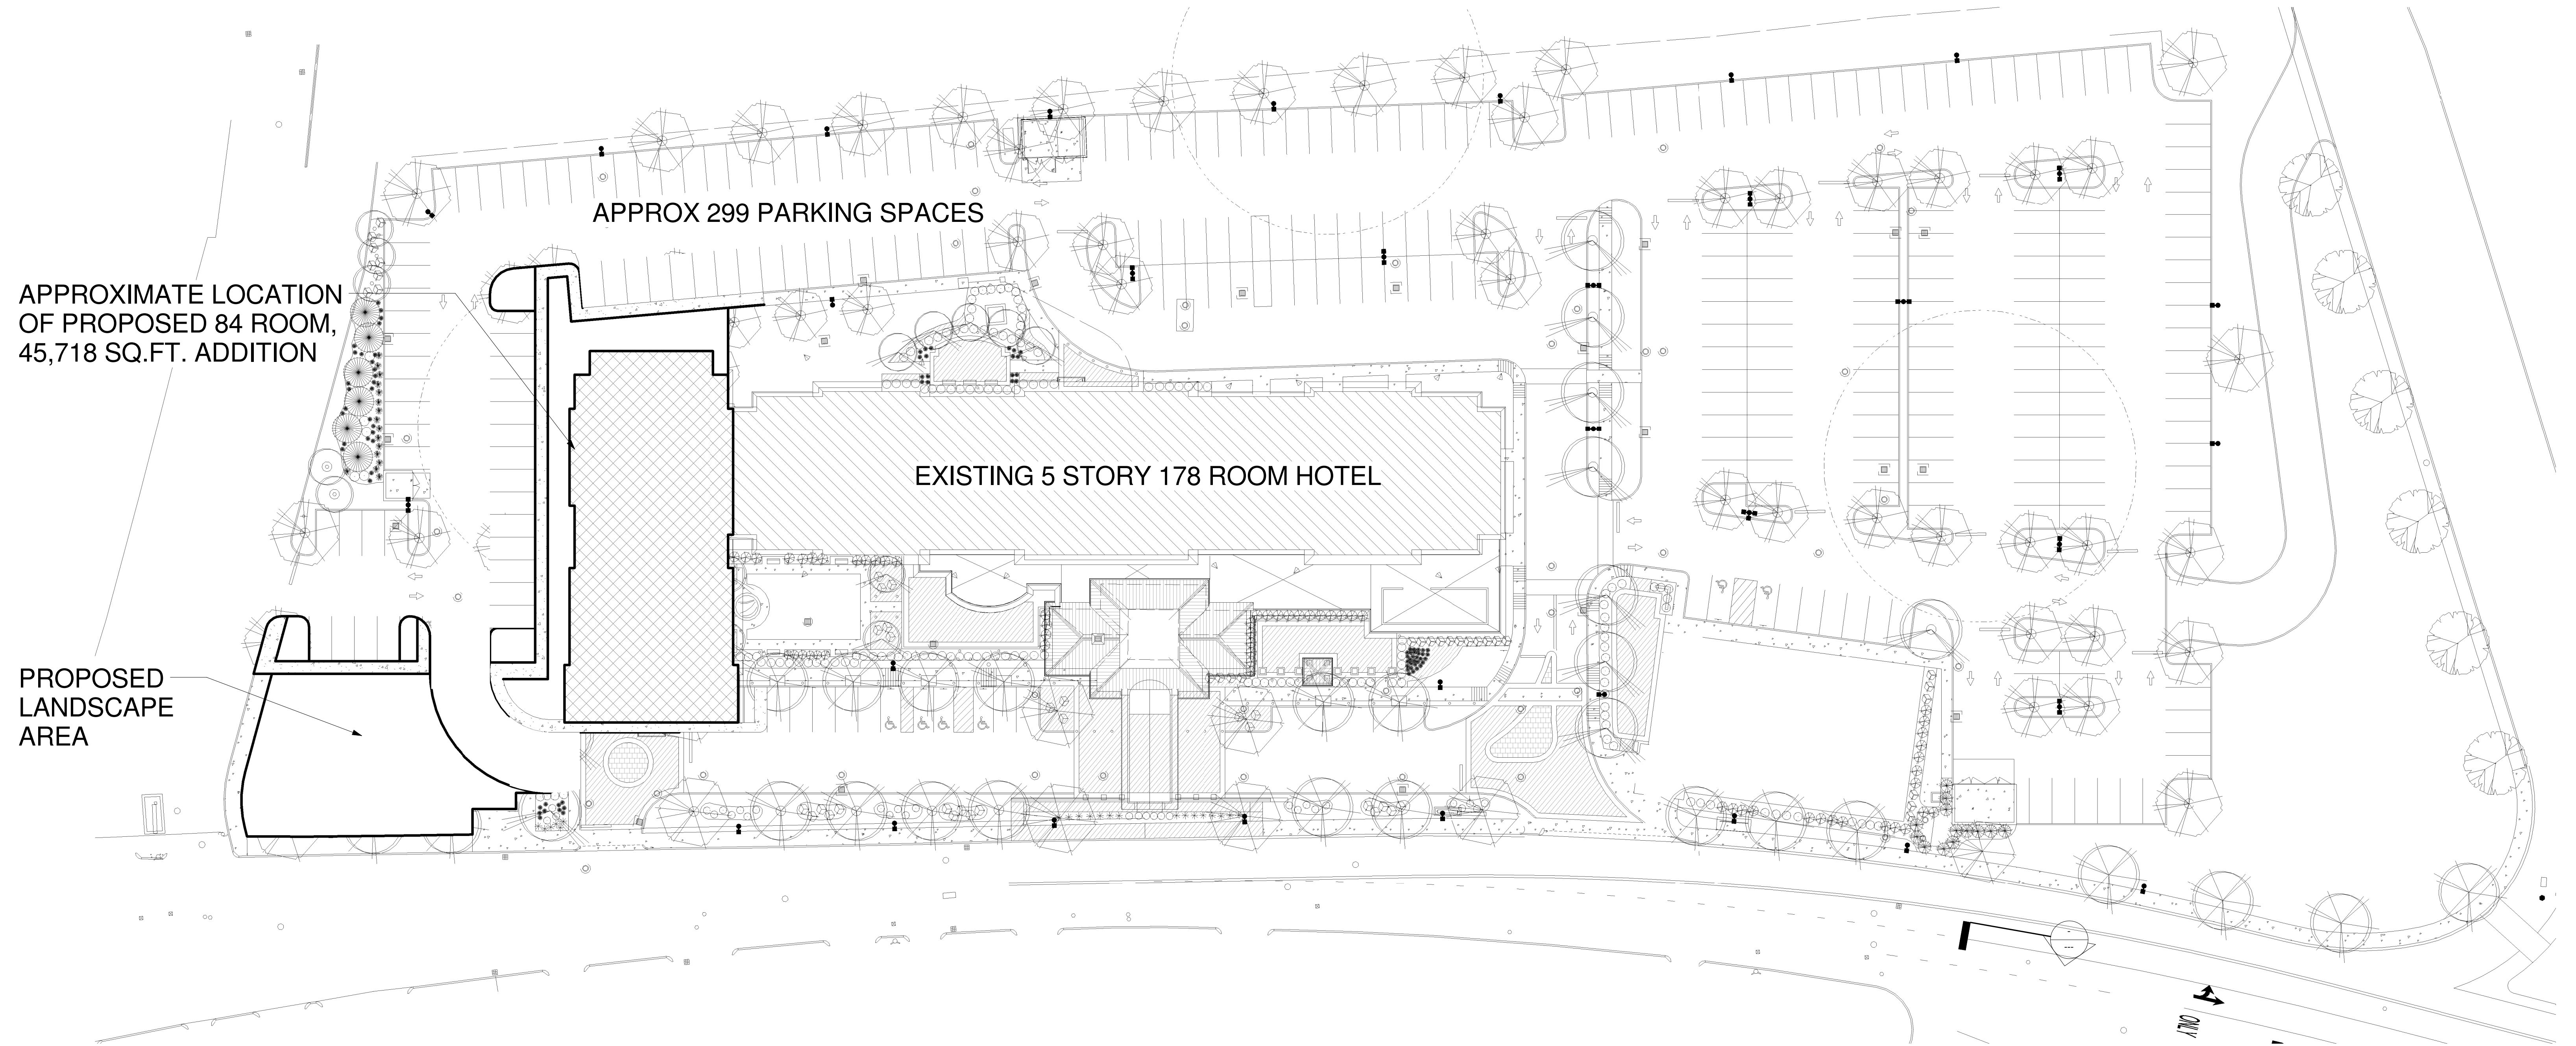 APPROX 299 PARKING SPACES
APPROXIMATE LOCATION
OF PROPOSED 84 ROOM,
45,718 SQ.FT. ADDITION
EXISTING 5 STORY 178 ROOM HOTEL
PROPOSED
LANDSCAPE
AREA
ONLY